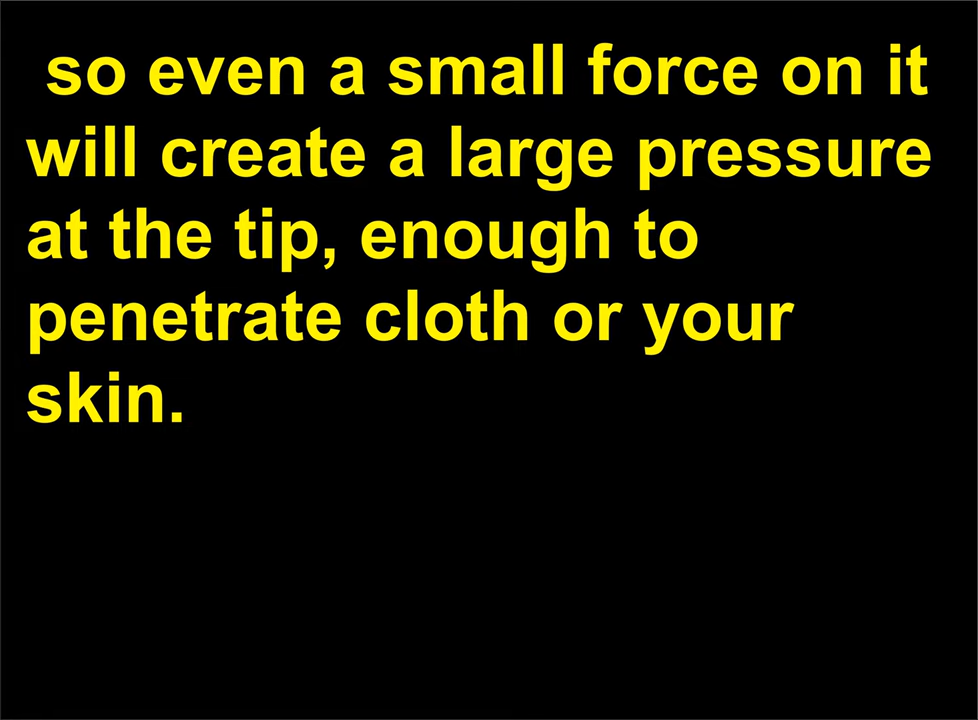 so even a small force on it
will create a large pressure
at the tip, enough to
penetrate cloth or your
skin.